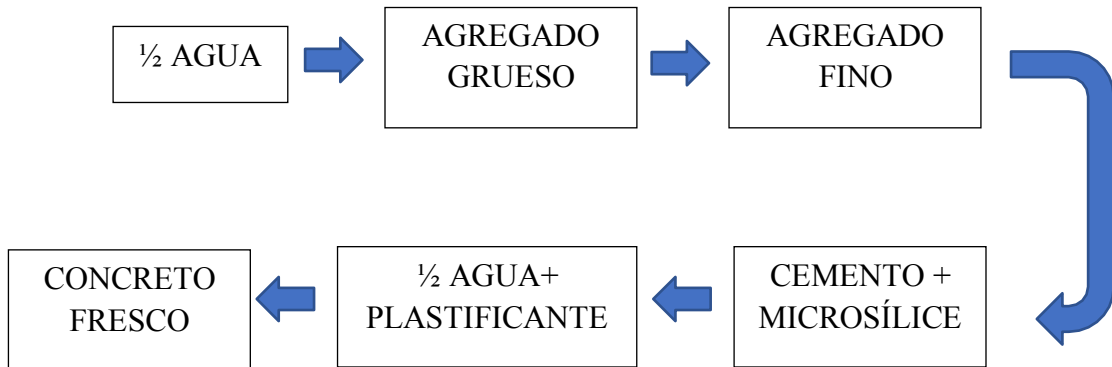 ½ AGUA
AGREGADO
GRUESO
AGREGADO
FINO
CEMENTO +
MICROSÍLICE
½ AGUA+
PLASTIFICANTE
CONCRETO
FRESCO